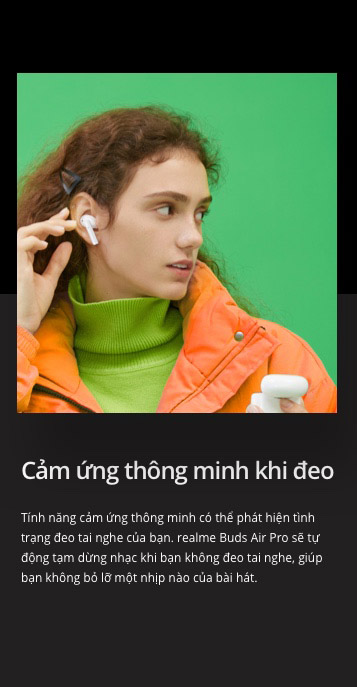 Cảm ứng thông minh khi đeo
Tính năng cảm ứng thông minh có thể phát hiện tình
trạng đeo tai nghe của bạn. realme Buds Air Pro sẽ tự
động tạm dừng nhạc khi bạn không đeo tai nghe, giúp
bạn không bỏ lỡ một nhịp nào của bài hát.